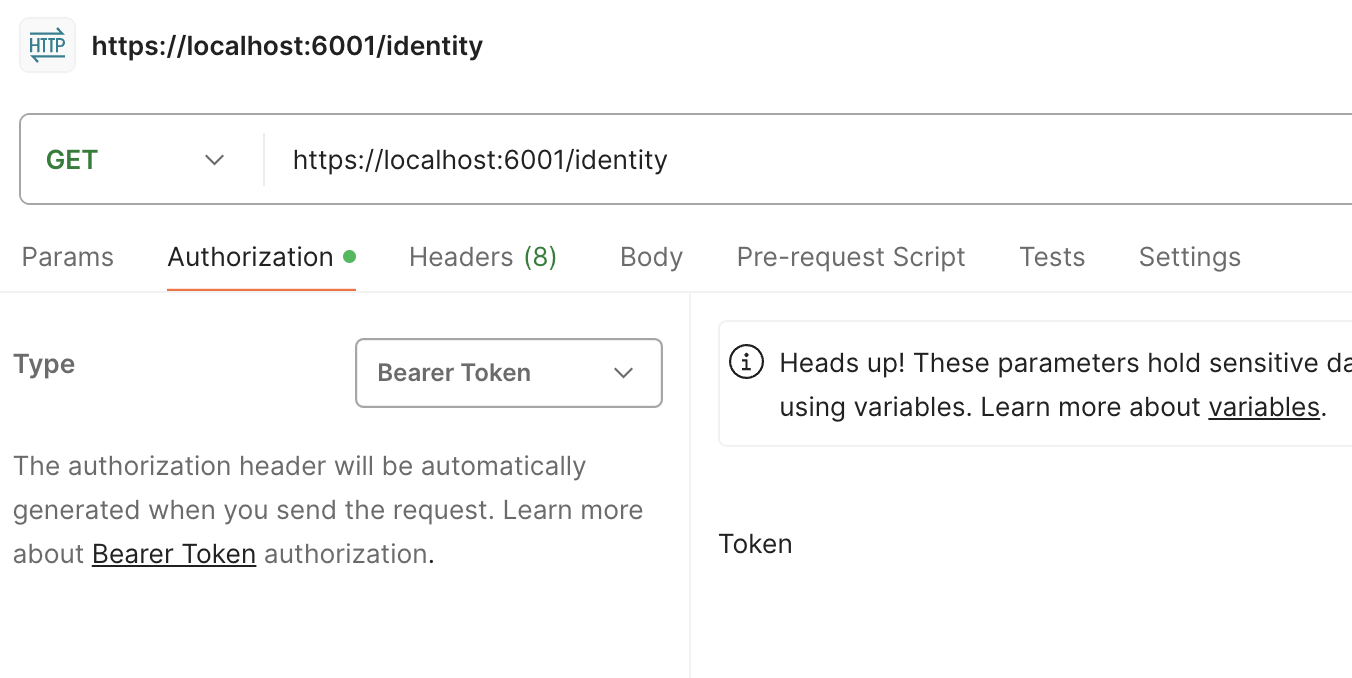 HTTP https://localhost:6001/identity
GET https://localhost:6001/identity
Params Authorization Headers (8) Body Pre-request Script Tests Settings
Type Bearer Token
The authorization header will be automatically
generated when you send the request. Learn more
about Bearer Token authorization.
Heads up! These parameters hold sensitive da
using variables. Learn more about variables.
Token